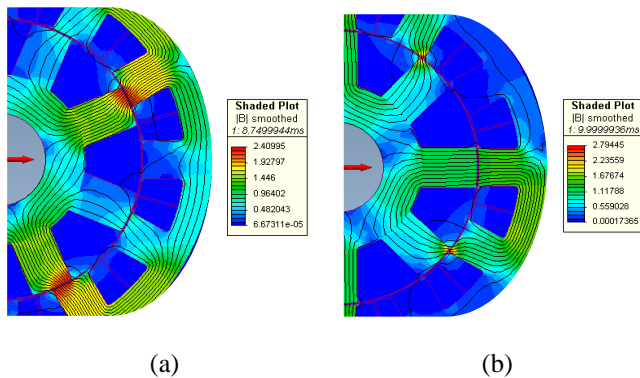 Shaded Plot
|B| smoothed
1: 8.7499944ms
2.40995
1.92797
1.446
0.96402
0.482043
6.67311e-05
Shaded Plot
|B| smoothed
1: 9.9999936ms
2.79445
2.23559
1.67674
1.11788
0.559028
0.00017365
(a)
(b)